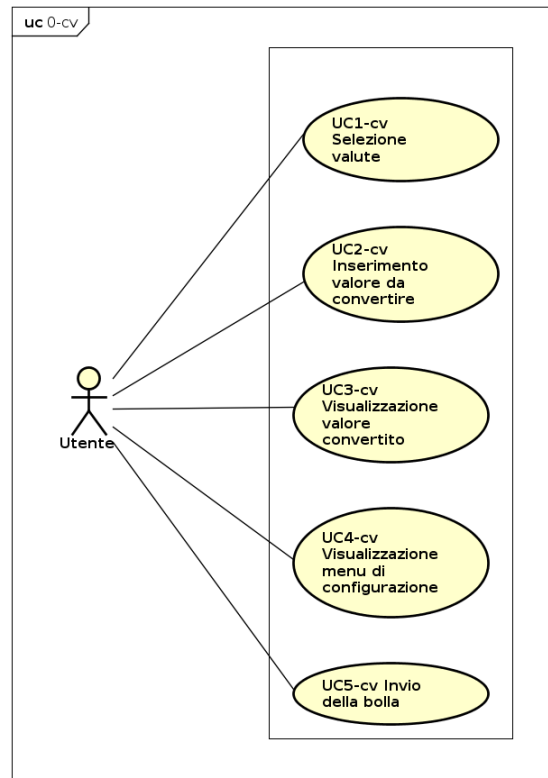 uc 0-cv
UC1-cv
Selezione
valute
UC2-cv
Inserimento
valore da
convertire
UC3-cv
Visualizzazione
valore
convertito
Utente
UC4-cv
Visualizzazione
menu di
configurazione
UC5-cv Invio
della bolla